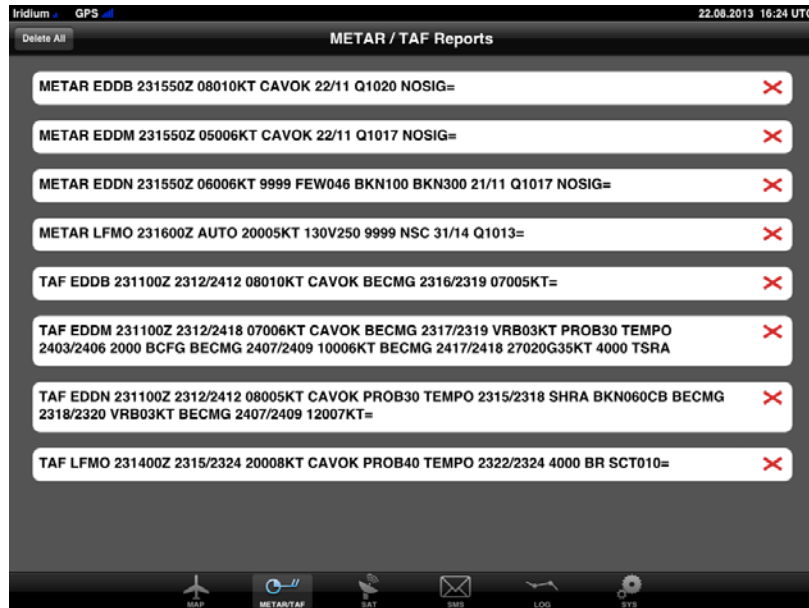 Iridium GPS 22.08.2013 16:24 UTC
Delete All METAR / TAF Reports
METAR EDDB 231550Z 08010KT CAVOK 22/11 Q1020 NOSIG=
METAR EDDM 231550Z 05006KT CAVOK 22/11 Q1017 NOSIG=
METAR EDDN 231550Z 06006KT 9999 FEW046 BKN100 BKN300 21/11 Q1017 NOSIG=
METAR LFMO 231600Z AUTO 20005KT 130V250 9999 NSC 31/14 Q1013=
TAF EDDB 231100Z 2312/2412 08010KT CAVOK BECMG 2316/2319 07005KT=
TAF EDDM 231100Z 2312/2418 07006KT CAVOK BECMG 2317/2319 VRB03KT PROB30 TEMPO
2403/2406 2000 BCFG BECMG 2407/2409 10006KT BECMG 2417/2418 27020G35KT 4000 TSRA
TAF EDDN 231100Z 2312/2412 08005KT CAVOK PROB30 TEMPO 2315/2318 SHRA BKN060CB BECMG
2318/2320 VRB03KT BECMG 2407/2409 12007KT=
TAF LFMO 231400Z 2315/2324 20008KT CAVOK PROB40 TEMPO 2322/2324 4000 BR SCT010=
MAP METAR/TAF SAT SMS LOG SYS